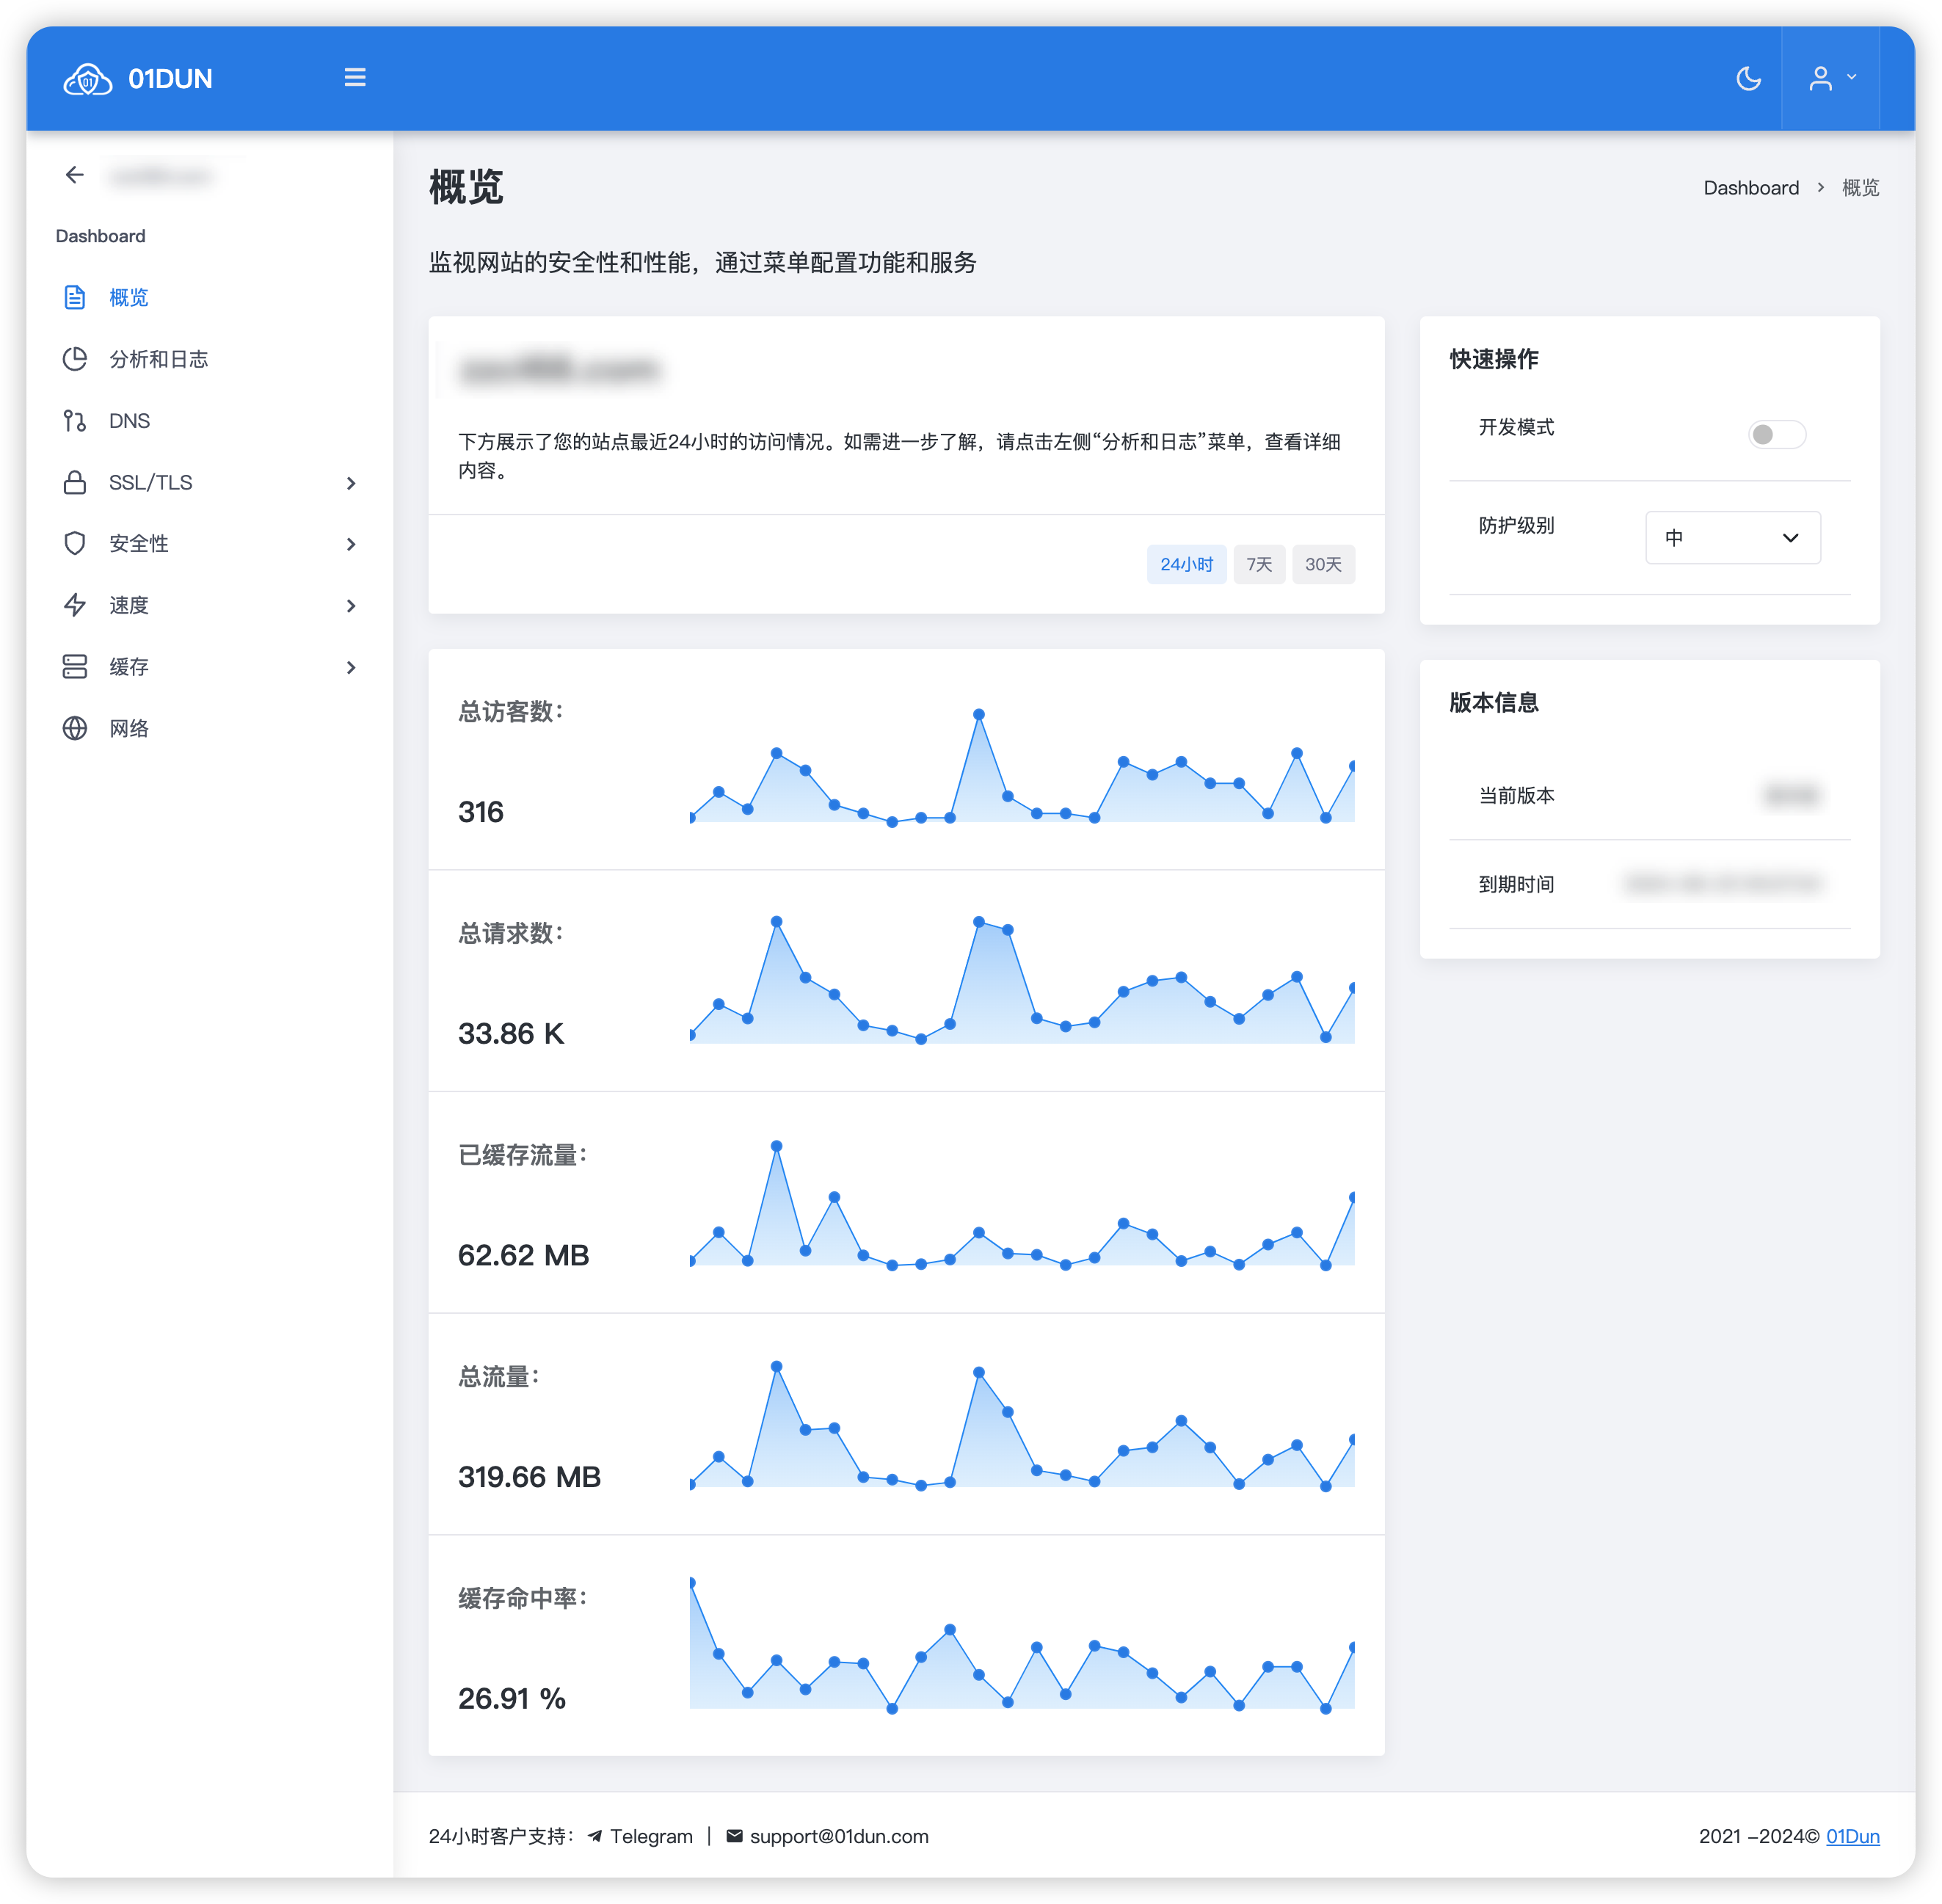 01
01DUN
Dashboard
概览
分析和日志
DNS
SSL/TLS
安全性
速度
缓存
网络
概览
Dashboard > 概览
监视网站的安全性和性能，通过菜单配置功能和服务
下方展示了您的站点最近24小时的访问情况。如需进一步了解，请点击左侧“分析和日志”菜单，查看详细
内容。
24小时 7天 30天
总访客数：
316
总请求数：
33.86 K
已缓存流量：
62.62 MB
总流量：
319.66 MB
缓存命中率：
26.91 %
快速操作
开发模式
防护级别 中
版本信息
当前版本
到期时间
24小时客户支持： Telegram | support@01dun.com
2021 –2024© 01Dun